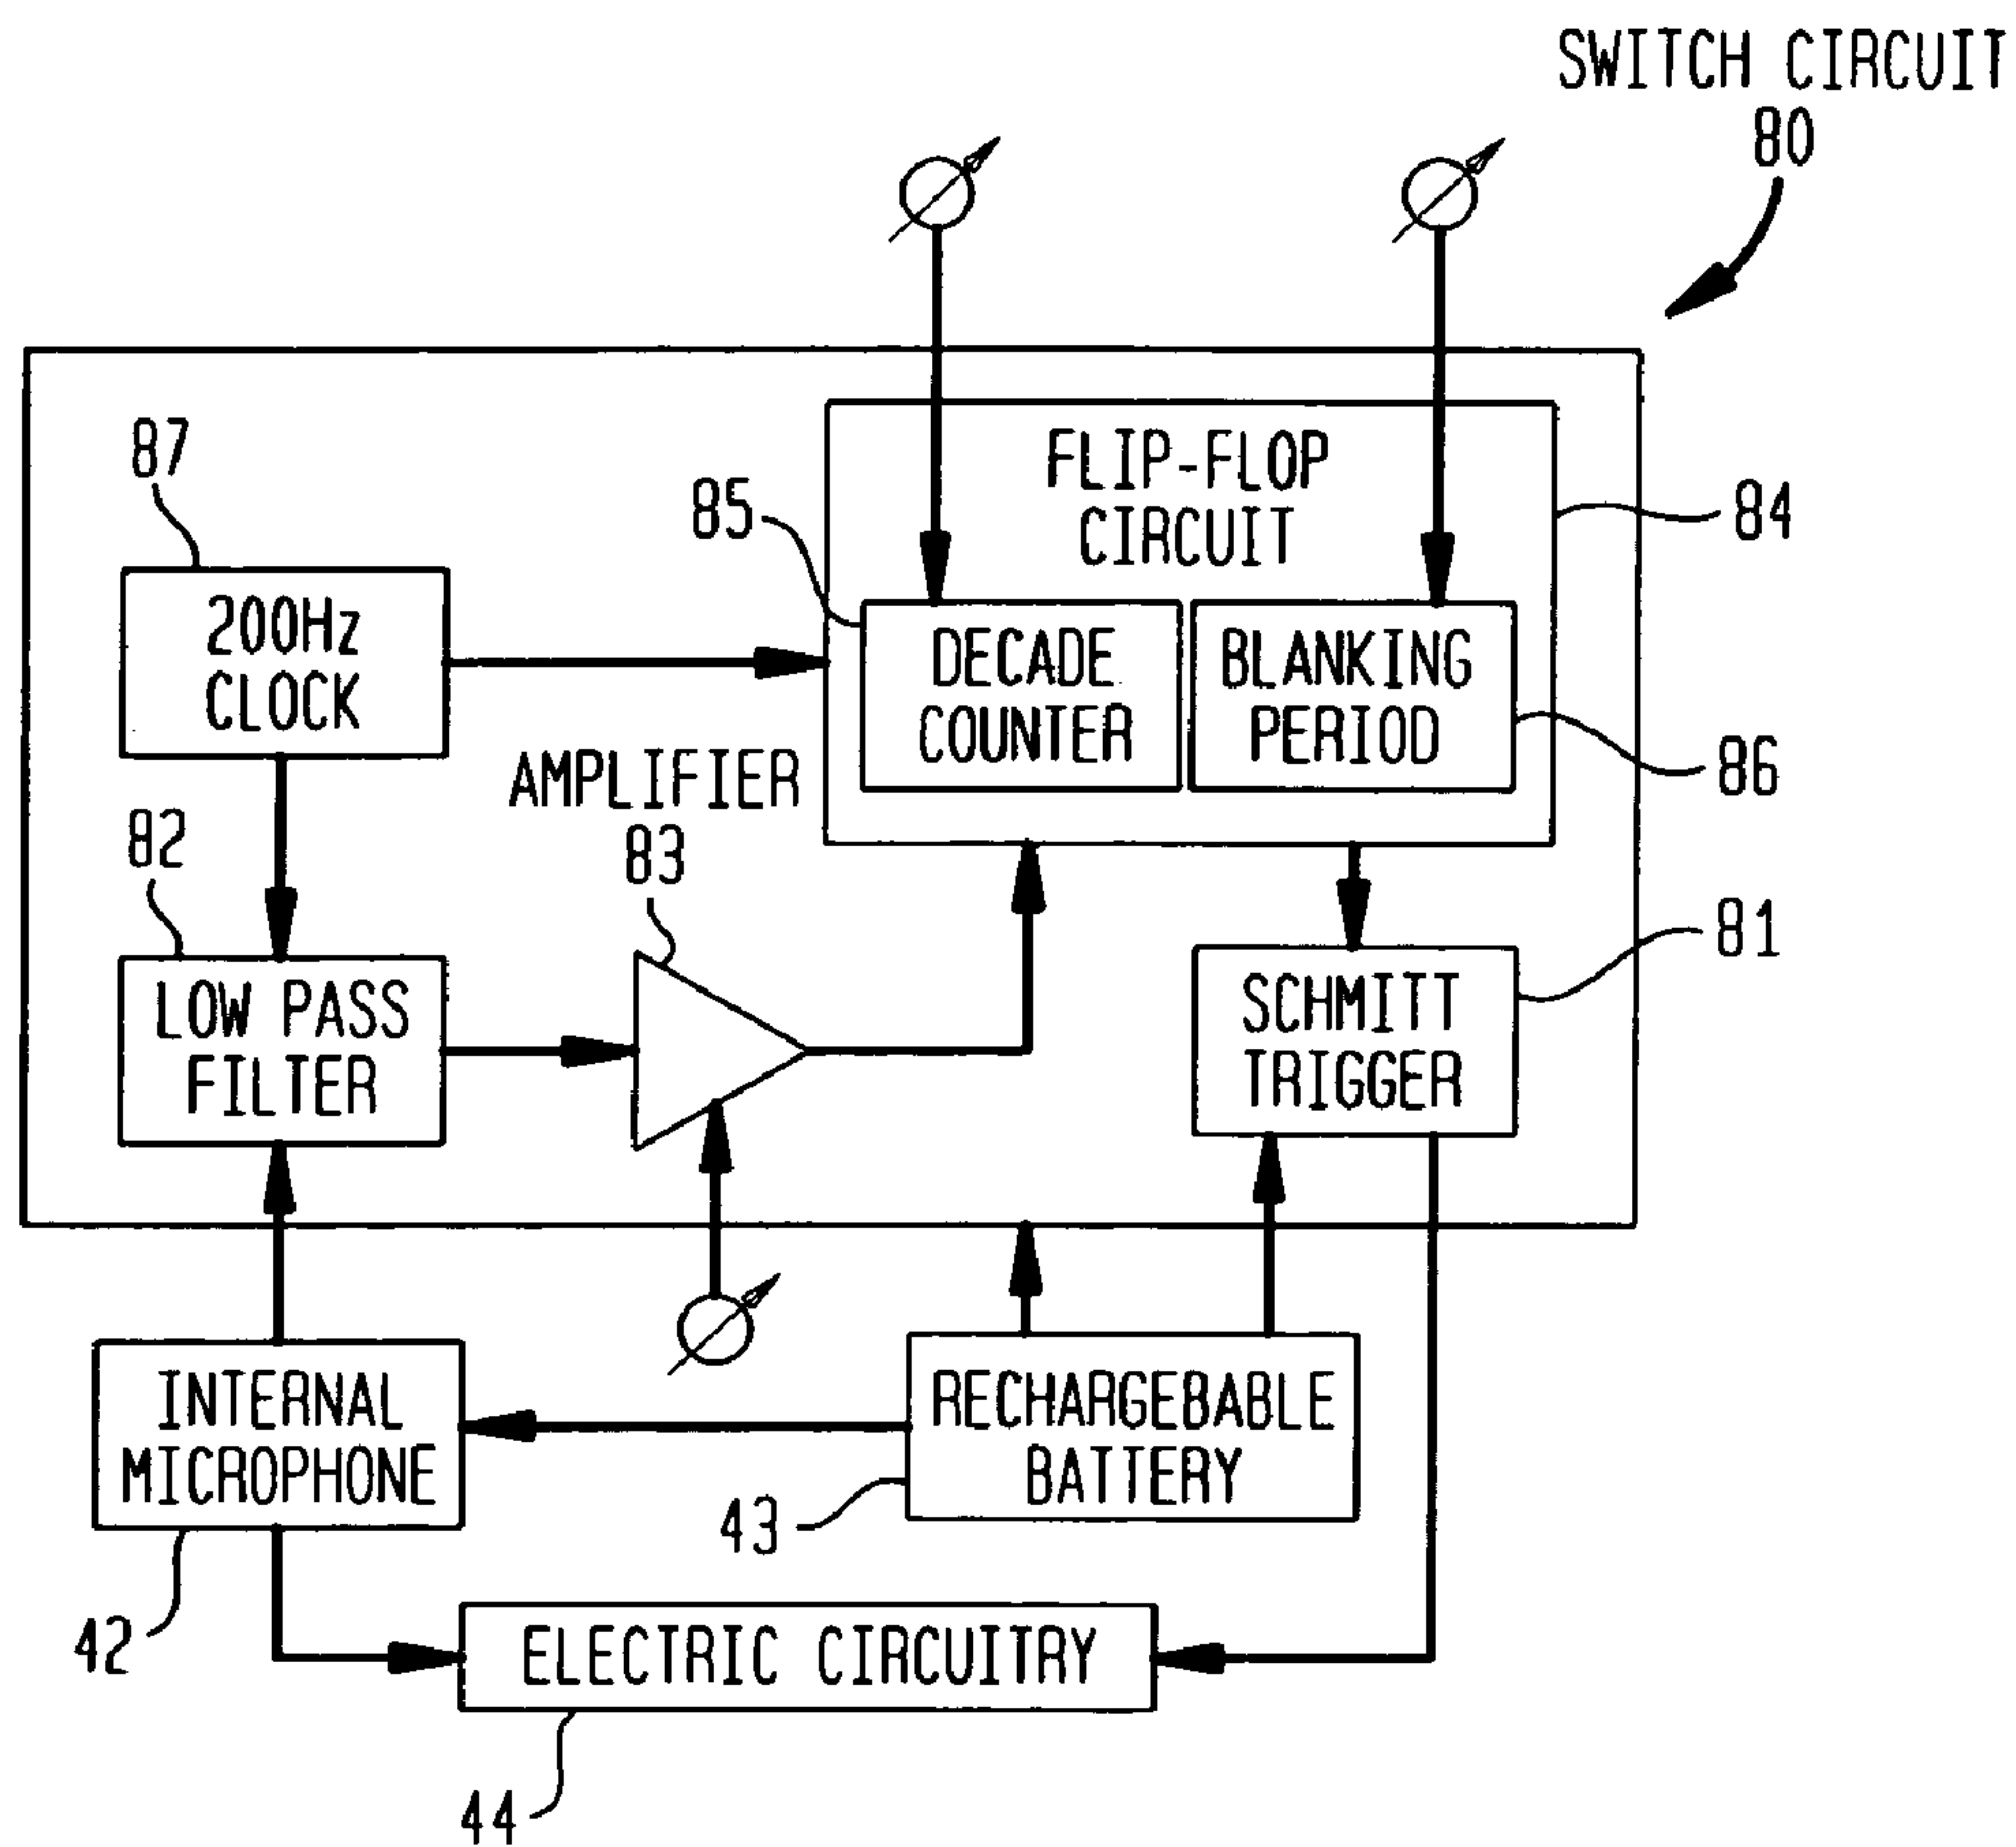 SWITCH CIRCUIT
80
87
200Hz
CLOCK
85
FLIP-FLOP
CIRCUIT
84
DECADE
COUNTER
BLANKING
PERIOD
86
AMPLIFIER
83
82
LOW PASS
FILTER
SCHMITT
TRIGGER
81
INTERNAL
MICROPHONE
42
RECHARGEBABLE
BATTERY
43
ELECTRIC CIRCUITRY
44